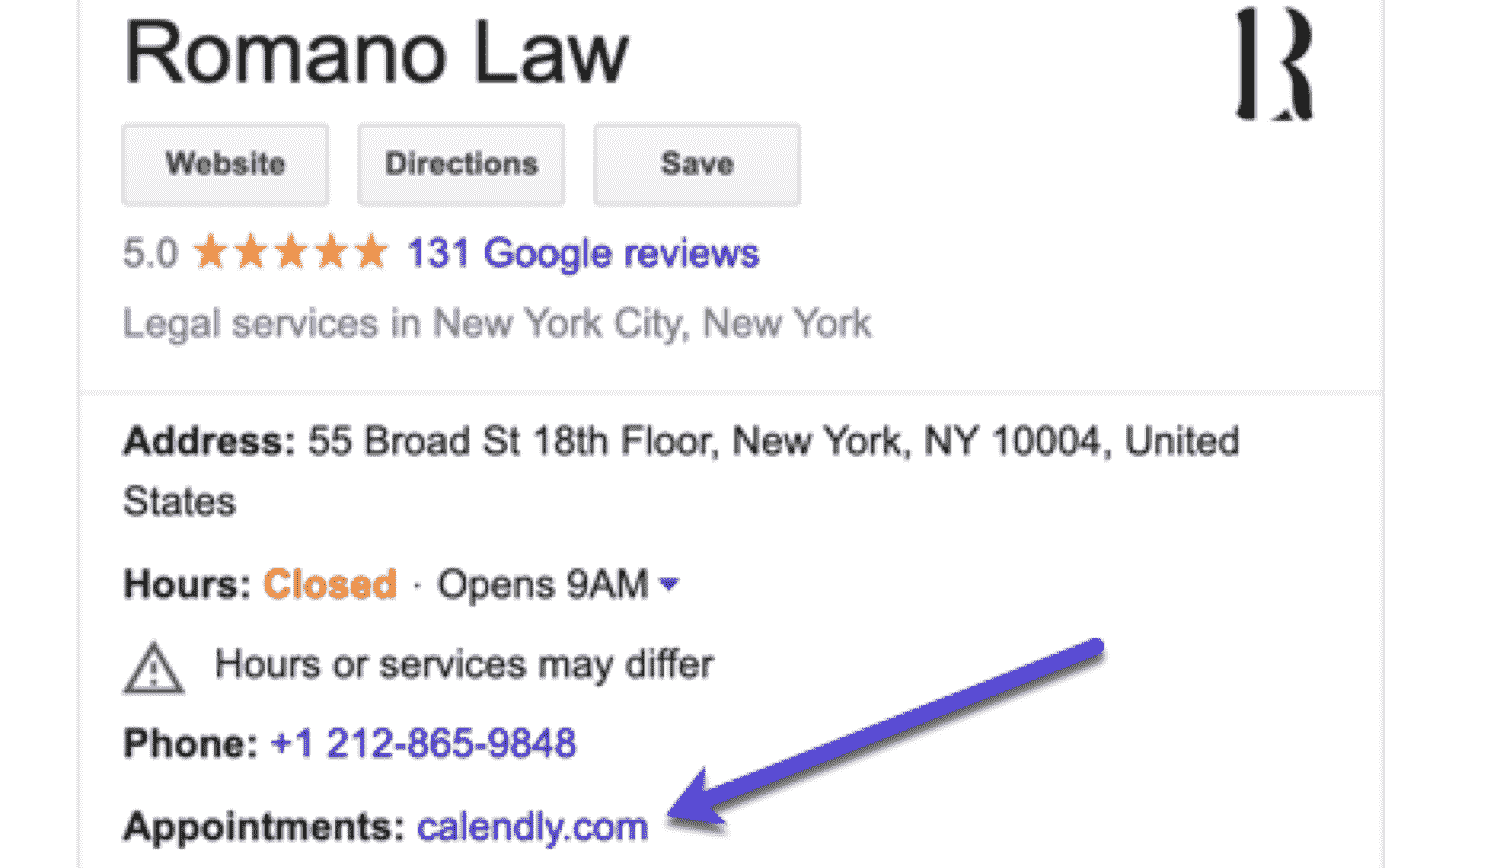 Romano Law
R
Website Directions Save
5.0 ★★★★★ 131 Google reviews
Legal services in New York City, New York
Address: 55 Broad St 18th Floor, New York, NY 10004, United
States
Hours: Closed · Opens 9AM
Hours or services may differ
Phone: +1 212-865-9848
Appointments: calendly.com